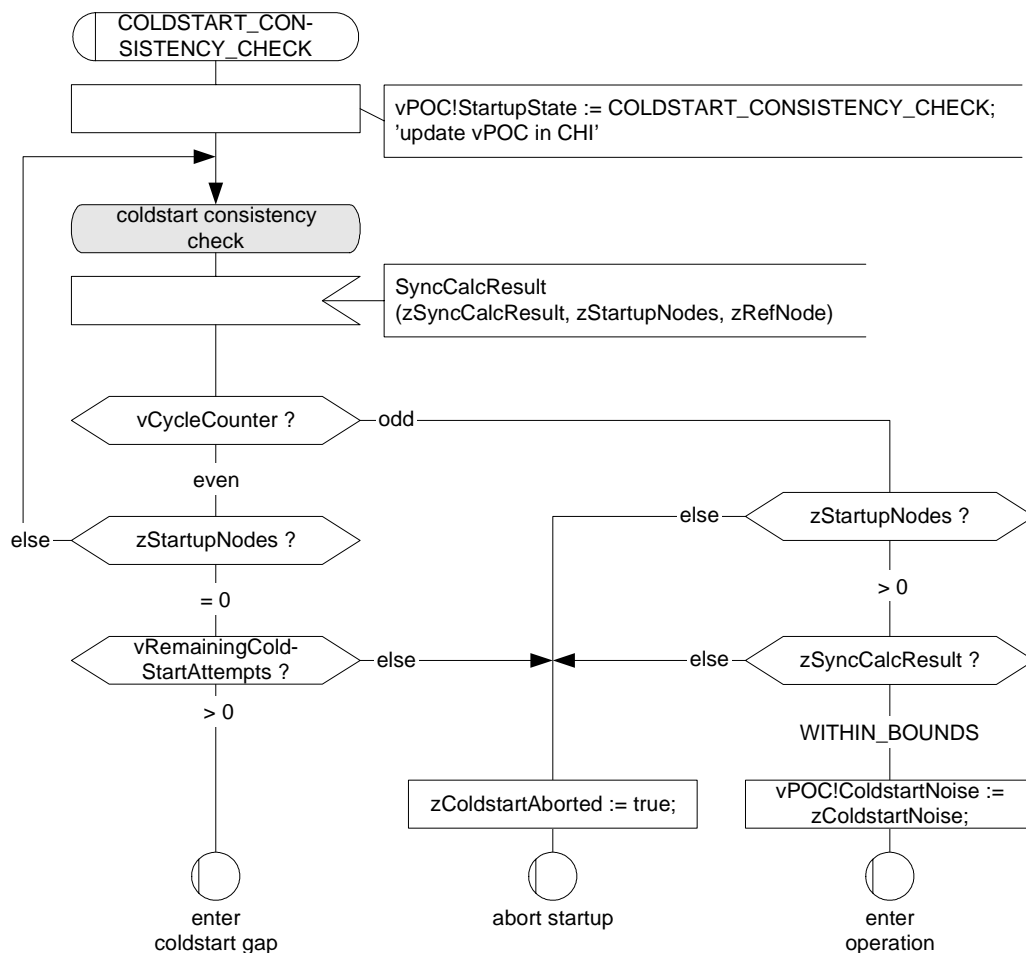 COLDSTART_CON-
SISTENCY_CHECK
vPOC!StartupState := COLDSTART_CONSISTENCY_CHECK;
’update vPOC in CHI’
coldstart consistency
check
SyncCalcResult
(zSyncCalcResult, zStartupNodes, zRefNode)
vCycleCounter ?
odd
even
else
zStartupNodes ?
else
zStartupNodes ?
= 0
> 0
vRemainingCold-
StartAttempts ?
else
else
zSyncCalcResult ?
> 0
WITHIN_BOUNDS
zColdstartAborted := true;
vPOC!ColdstartNoise :=
zColdstartNoise;
enter
coldstart gap
abort startup
enter
operation